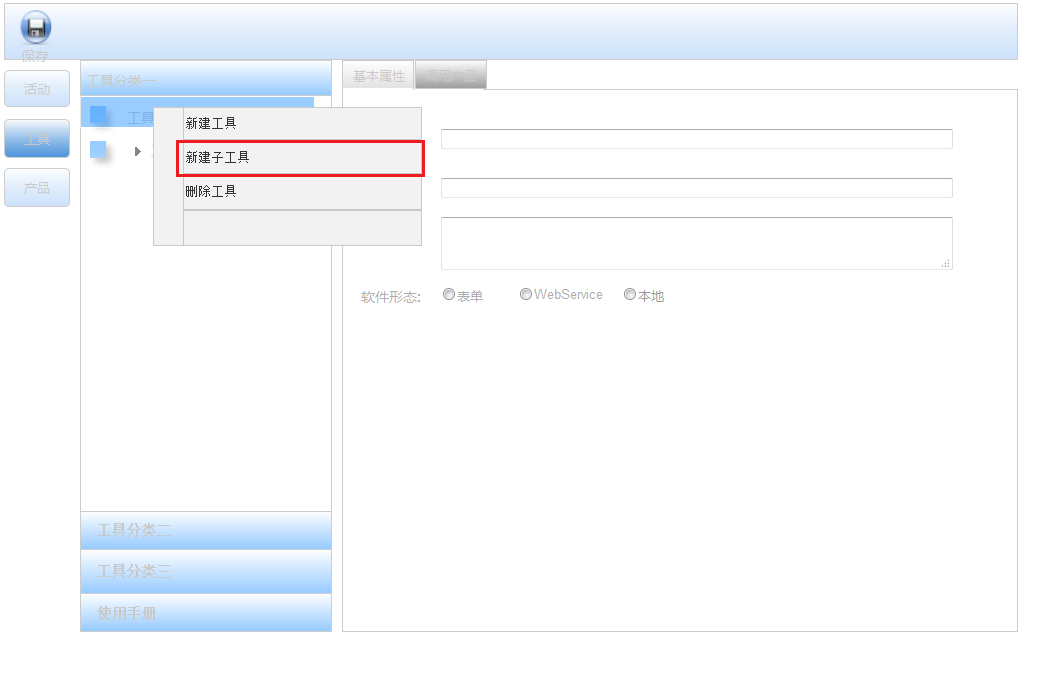 保存
活动
工具
产品
工具分类一
工具
新建工具
新建子工具
删除工具
工具分类二
工具分类三
使用手册
基本属性
软件形态:
表单
WebService
本地